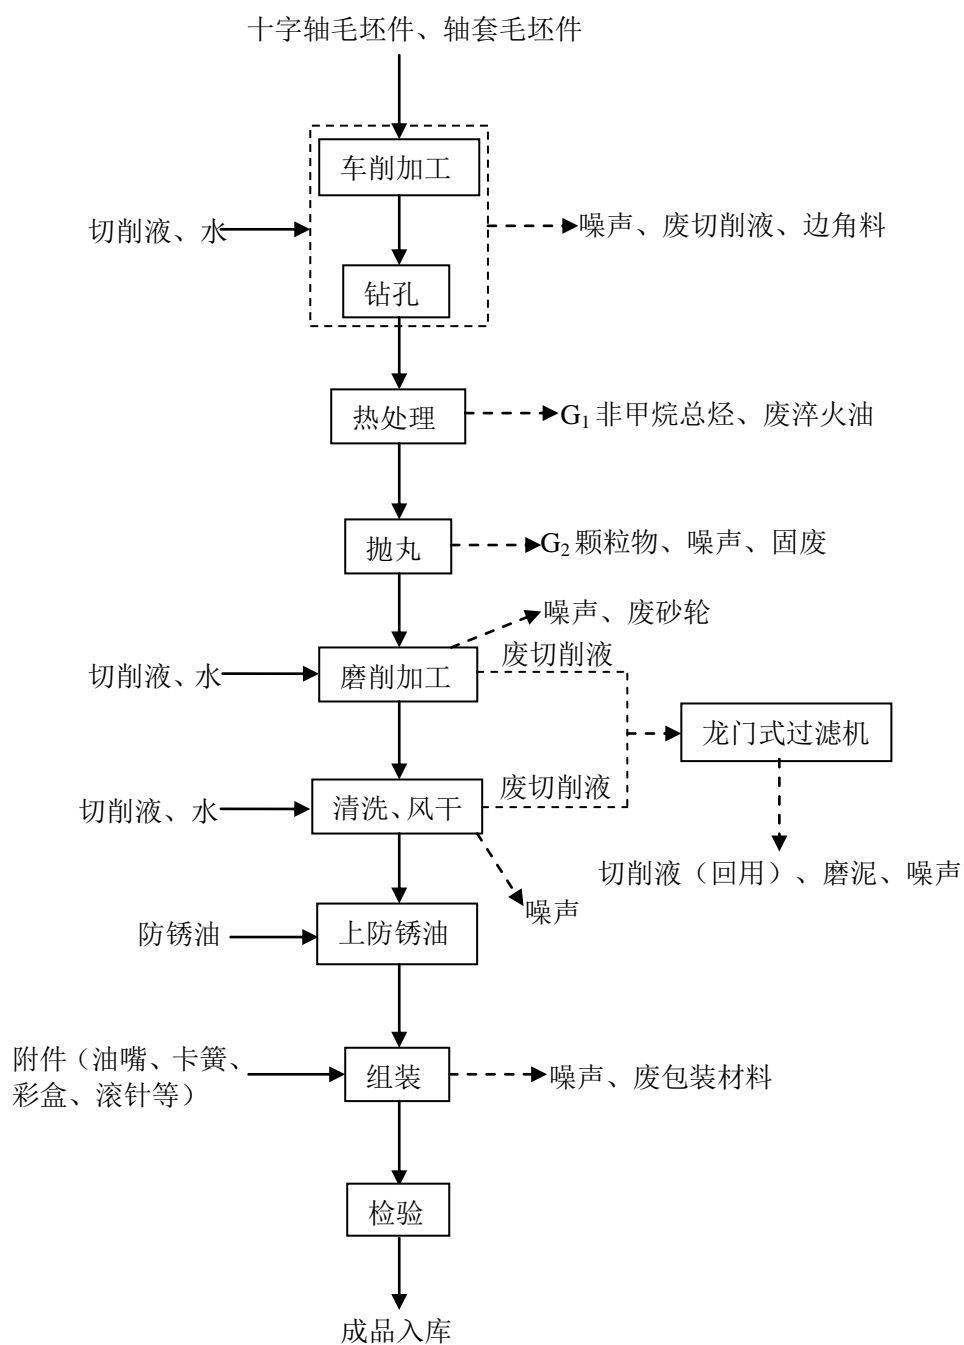 十字轴毛坯件、轴套毛坯件
车削加工
切削液、水
噪声、废切削液、边角料
钻孔
热处理
G₁ 非甲烷总烃、废淬火油
抛丸
G₂ 颗粒物、噪声、固废
噪声、废砂轮
废切削液
切削液、水
磨削加工
龙门式过滤机
废切削液
切削液、水
清洗、风干
切削液（回用）、磨泥、噪声
噪声
防锈油
上防锈油
附件（油嘴、卡簧、
彩盒、滚针等）
组装
噪声、废包装材料
检验
成品入库